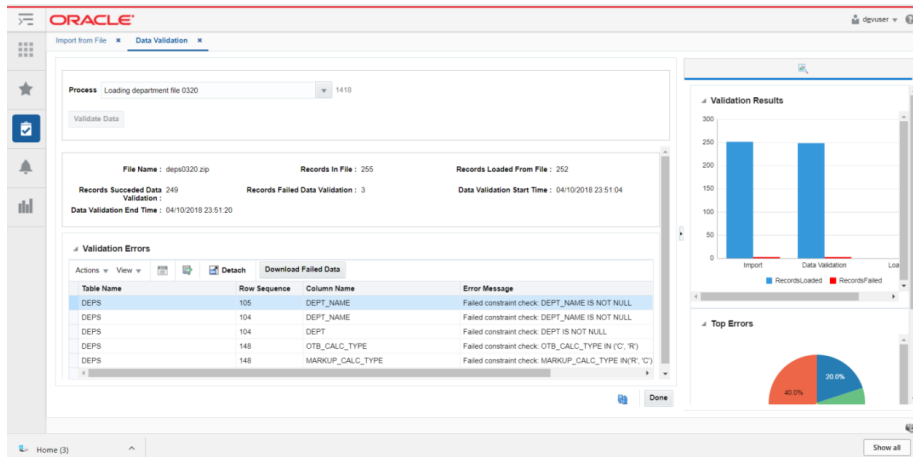 ORACLE
devuser
Import from File
Data Validation
Process Loading department file 0320 1418
Validate Data
File Name : deps0320.zip Records In File : 255 Records Loaded From File : 252
Records Succeded Data Validation : 249 Records Failed Data Validation : 3 Data Validation Start Time : 04/10/2018 23:51:04
Data Validation End Time : 04/10/2018 23:51:20
Validation Errors
Actions View Detach Download Failed Data
Table Name Row Sequence Column Name Error Message
DEPS 105 DEPT_NAME Failed constraint check: DEPT_NAME IS NOT NULL
DEPS 104 DEPT_NAME Failed constraint check: DEPT_NAME IS NOT NULL
DEPS 104 DEPT Failed constraint check: DEPT IS NOT NULL
DEPS 148 OTB_CALC_TYPE Failed constraint check: OTB_CALC_TYPE IN ('C', 'R')
DEPS 148 MARKUP_CALC_TYPE Failed constraint check: MARKUP_CALC_TYPE IN('R', 'C')
Done
Validation Results
300
250
200
150
100
50
0
Import Data Validation Loa
RecordsLoaded RecordsFailed
Top Errors
40.0% 20.0%
Home (3)
Show all